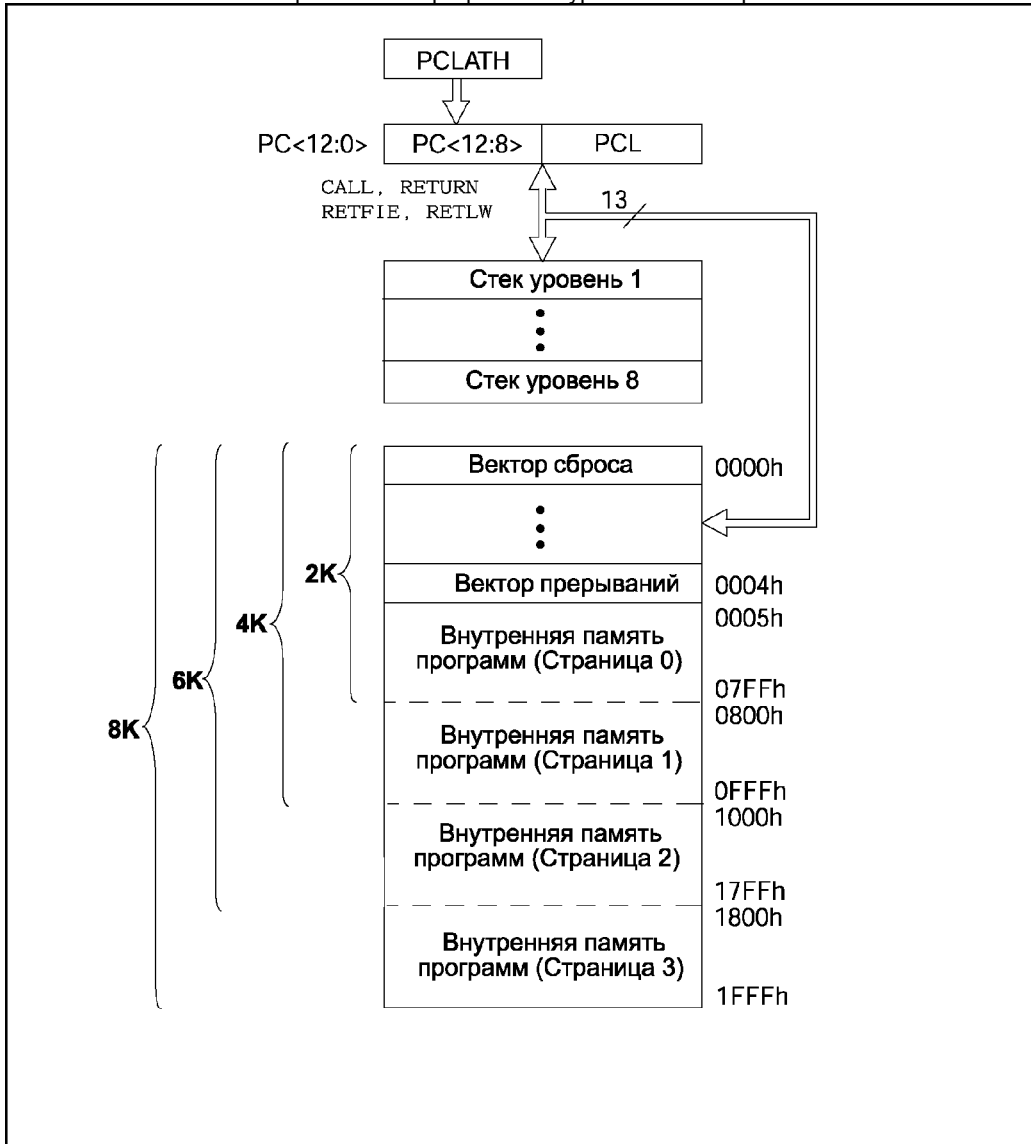 PCLATH
PC<12:0>
PC<12:8>
PCL
CALL, RETURN
RETFIE, RETLW
13
Стек уровень 1
Стек уровень 8
Вектор сброса
0000h
2K
Вектор прерываний
0004h
0005h
4K
Внутренняя память
программ (Страница 0)
6K
07FFh
0800h
8K
Внутренняя память
программ (Страница 1)
0FFFh
1000h
Внутренняя память
программ (Страница 2)
17FFh
1800h
Внутренняя память
программ (Страница 3)
1FFFh